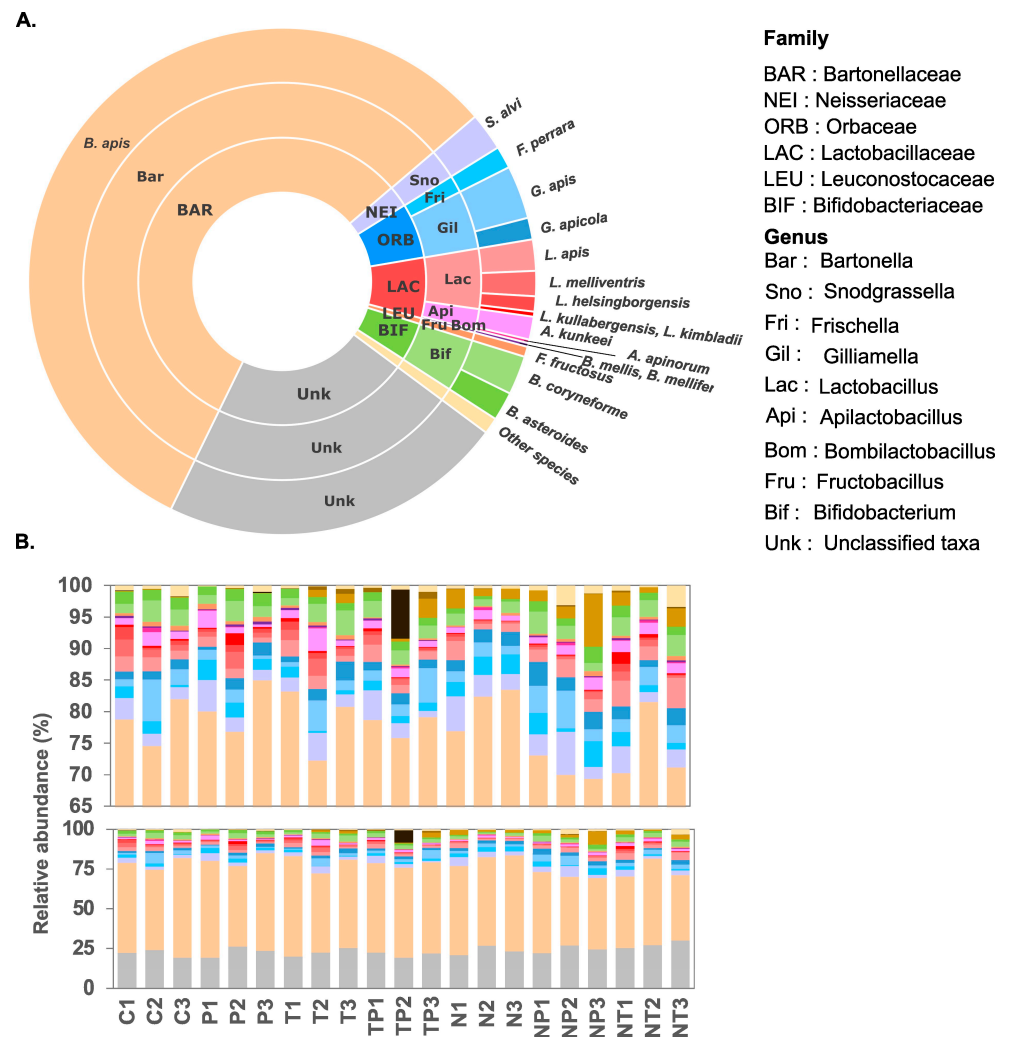 A.
B. apis
Bar
BAR
S. alvi
F. perrara
G. apis
G. apicola
L. apis
L. melliventris
L. helsingborgensis
L. kullabergensis, L. kimbladii
A. kunkeei
A. apinorum
B. mellis, B. mellifer
F. fructosus
B. coryneforme
B. asteroides
Other species
Sno
Fri
Gil
Lac
Api
Fru Bom
Bif
NEI
ORB
LAC
LEU
BIF
Unk
Unk
Unk
Family
BAR : Bartonellaceae
NEI : Neisseriaceae
ORB : Orbaceae
LAC : Lactobacillaceae
LEU : Leuconostocaceae
BIF : Bifidobacteriaceae
Genus
Bar : Bartonella
Sno : Snodgrassella
Fri : Frischella
Gil : Gilliamella
Lac : Lactobacillus
Api : Apilactobacillus
Bom : Bombilactobacillus
Fru : Fructobacillus
Bif : Bifidobacterium
Unk : Unclassified taxa
B.
Relative abundance (%)
100
95
90
85
80
75
70
65
100
75
50
25
0
C1 C2 C3 P1 P2 P3 T1 T2 T3 TP1 TP2 TP3 N1 N2 N3 NP1 NP2 NP3 NT1 NT2 NT3